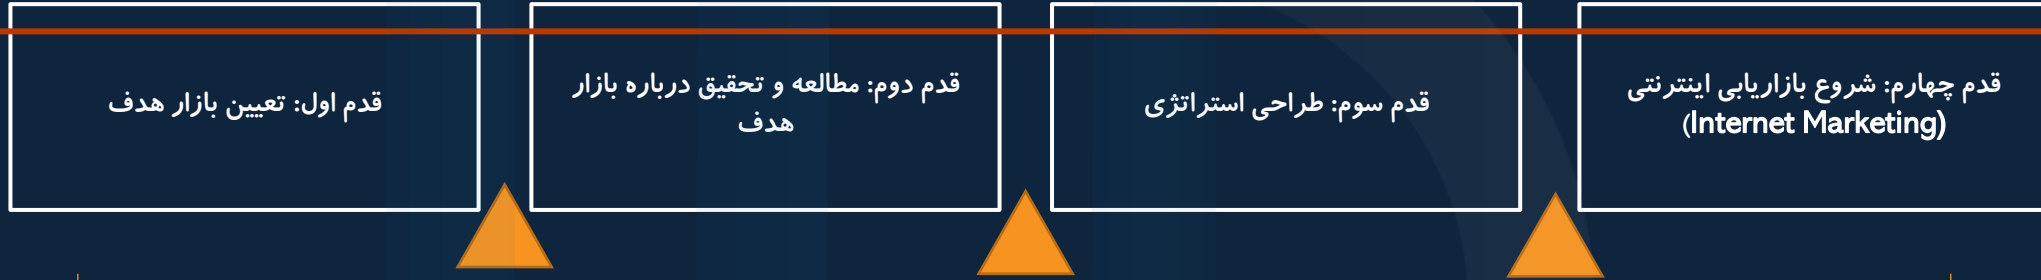 قدم اول: تعیین بازار هدف
قدم دوم: مطالعه و تحقیق درباره بازار
هدف
قدم سوم: طراحی استراتژی
قدم چهارم: شروع بازاریابی اینترنتی
(Internet Marketing)